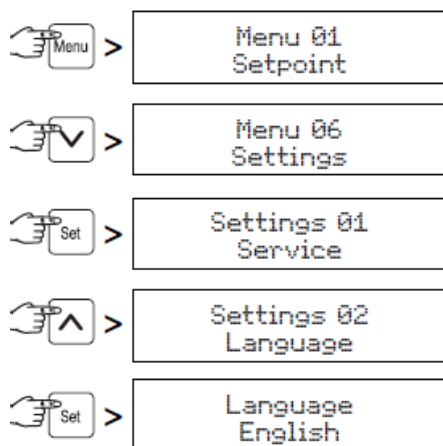 Menu > Menu 01
Setpoint
> Menu 06
Settings
Set > Settings 01
Service
> Settings 02
Language
Set > Language
English